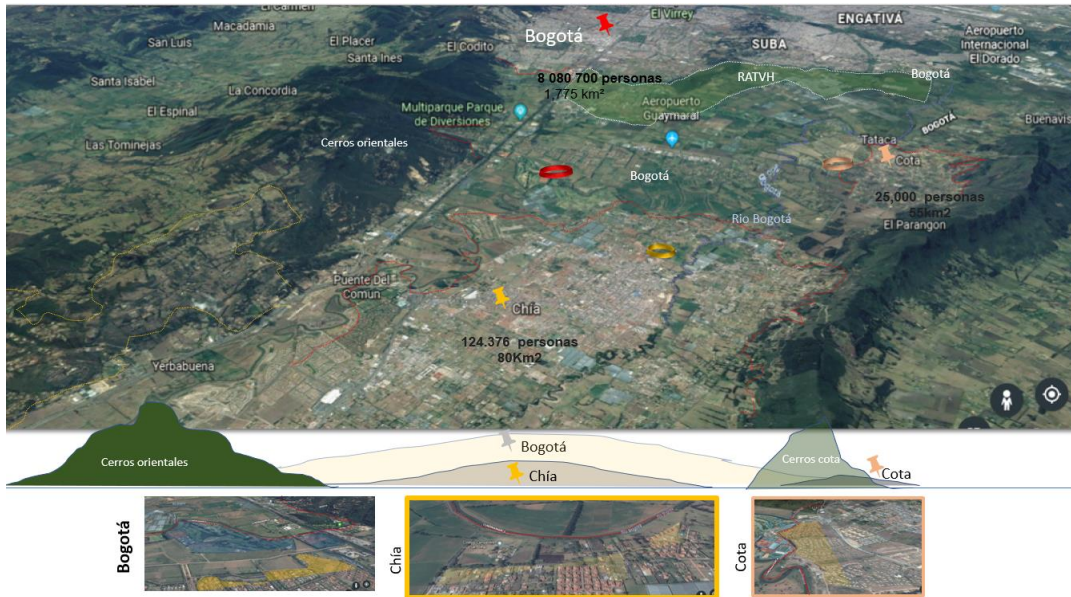 El Carmen
El Virrey
ENGATIVÁ
Macadamia
Bogotá
San Luis
El Placer
El Codito
SUBA
Aeropuerto
Internacional
El Dorado
Santa Ines
Santa Isabel
8 080 700 personas
1,775 km²
RATVH
Bogotá
La Concordia
El Espinal
Multiparque Parque
de Diversiones
Aeropuerto
Guaymaral
BOGOTÁ
Buenavis
Las Tominejas
Cerros orientales
Tataca
Cota
Bogotá
25,000 personas
55km2
Río Bogotá
El Parangon
Puente Del
Comun
Chía
124.376 personas
80Km2
Yerbabuena
Bogotá
Cerros orientales
Cerros cota
Chía
Cota
Bogotá
Chía
Cota